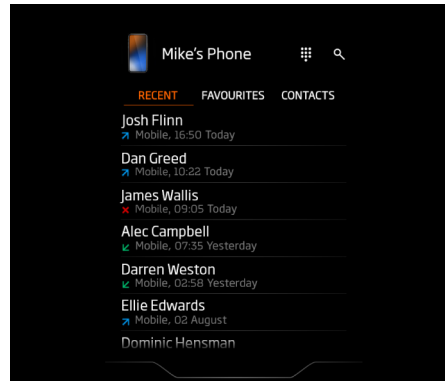 Mike's Phone
RECENT FAVOURITES CONTACTS
Josh Flinn
Mobile, 16:50 Today
Dan Greed
Mobile, 10:22 Today
James Wallis
Mobile, 09:05 Today
Alec Campbell
Mobile, 07:35 Yesterday
Darren Weston
Mobile, 02:58 Yesterday
Ellie Edwards
Mobile, 02 August
Dominic Hensman